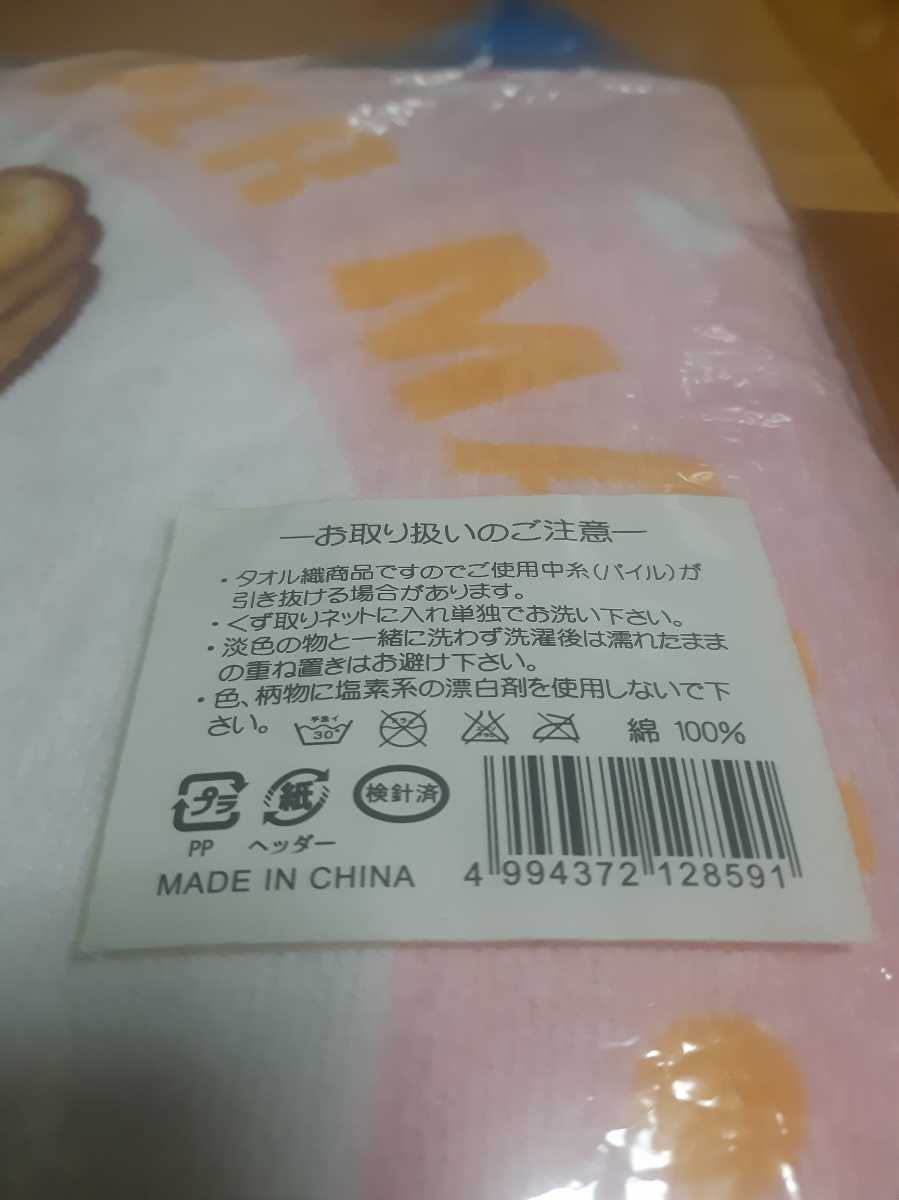 ER
M
―お取り扱いのご注意―
・タオル織商品ですのでご使用中糸(パイル)が
引き抜ける場合があります。
・くず取りネットに入れ単独でお洗い下さい。
・淡色の物と一緒に洗わず洗濯後は濡れたまま
の重ね置きはお避け下さい。
・色、柄物に塩素系の漂白剤を使用しないで下
さい。 手洗イ 30° 綿 100%
プラ 紙 検針済
PP ヘッダー
MADE IN CHINA 4 994372 128591